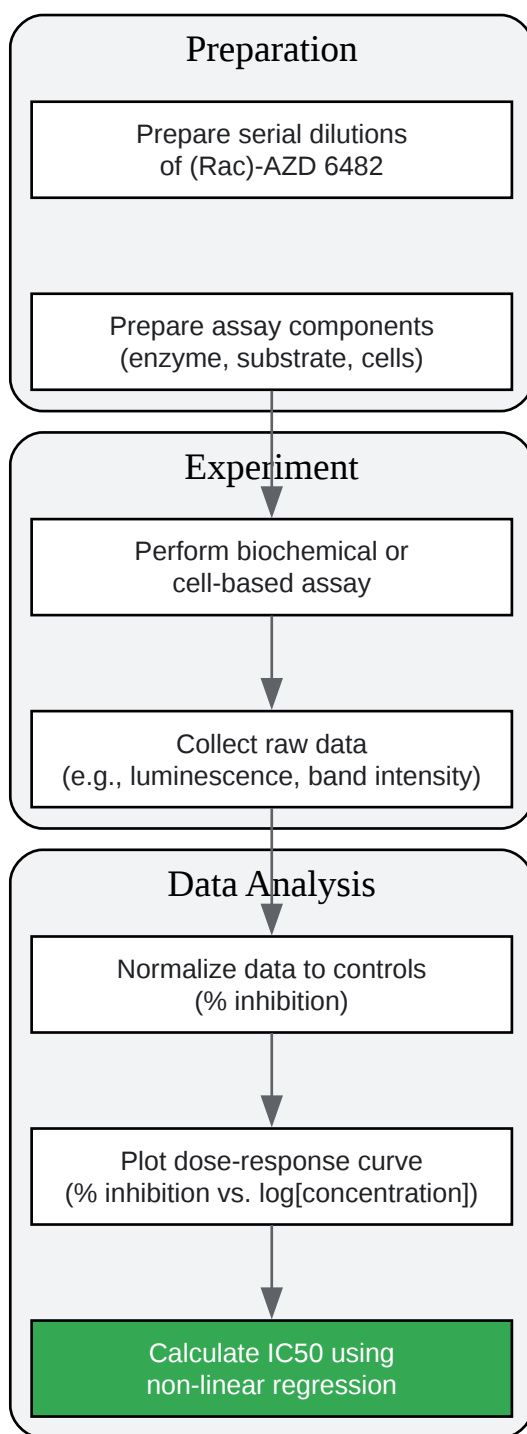 Preparation
Prepare serial dilutions
of (Rac)-AZD 6482
Prepare assay components
(enzyme, substrate, cells)
Experiment
Perform biochemical or
cell-based assay
Collect raw data
(e.g., luminescence, band intensity)
Data Analysis
Normalize data to controls
(% inhibition)
Plot dose-response curve
(% inhibition vs. log[concentration])
Calculate IC50 using
non-linear regression